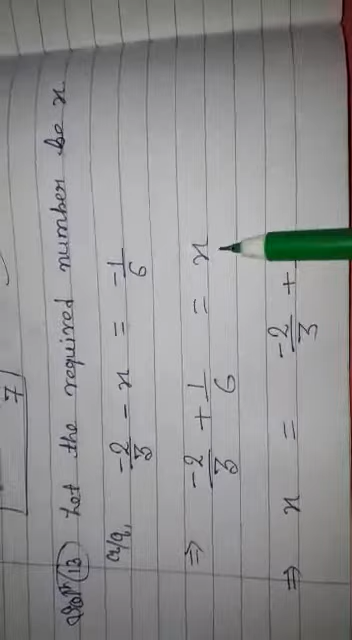 7
Solⁿ (13) Let the required number be x.
A/q, -2/3 - x = -1/6
⇒ -2/3 + 1/6 = x
⇒ x = -2/3 +